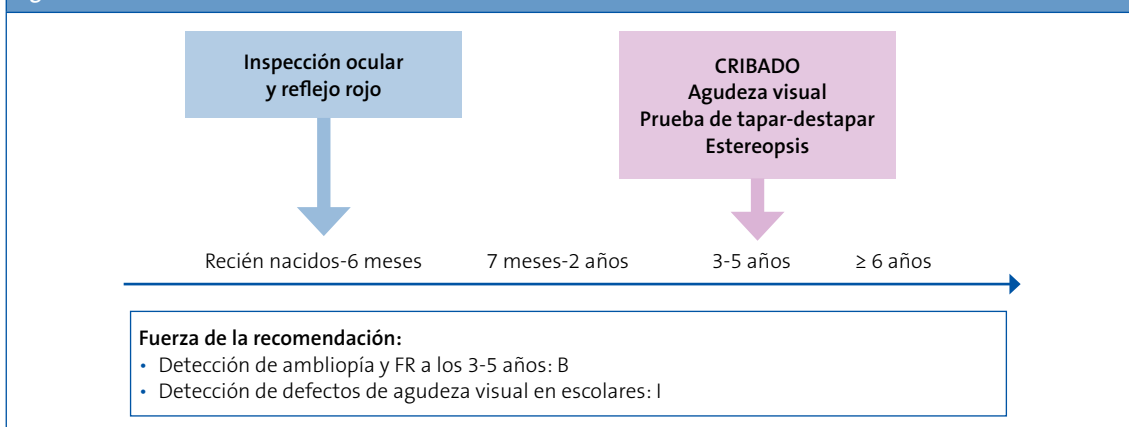 Inspección ocular
y reflejo rojo
CRIBADO
Agudeza visual
Prueba de tapar-destapar
Estereopsis
Recién nacidos-6 meses 7 meses-2 años 3-5 años ≥ 6 años
Fuerza de la recomendación:
• Detección de ambliopía y FR a los 3-5 años: B
• Detección de defectos de agudeza visual en escolares: I